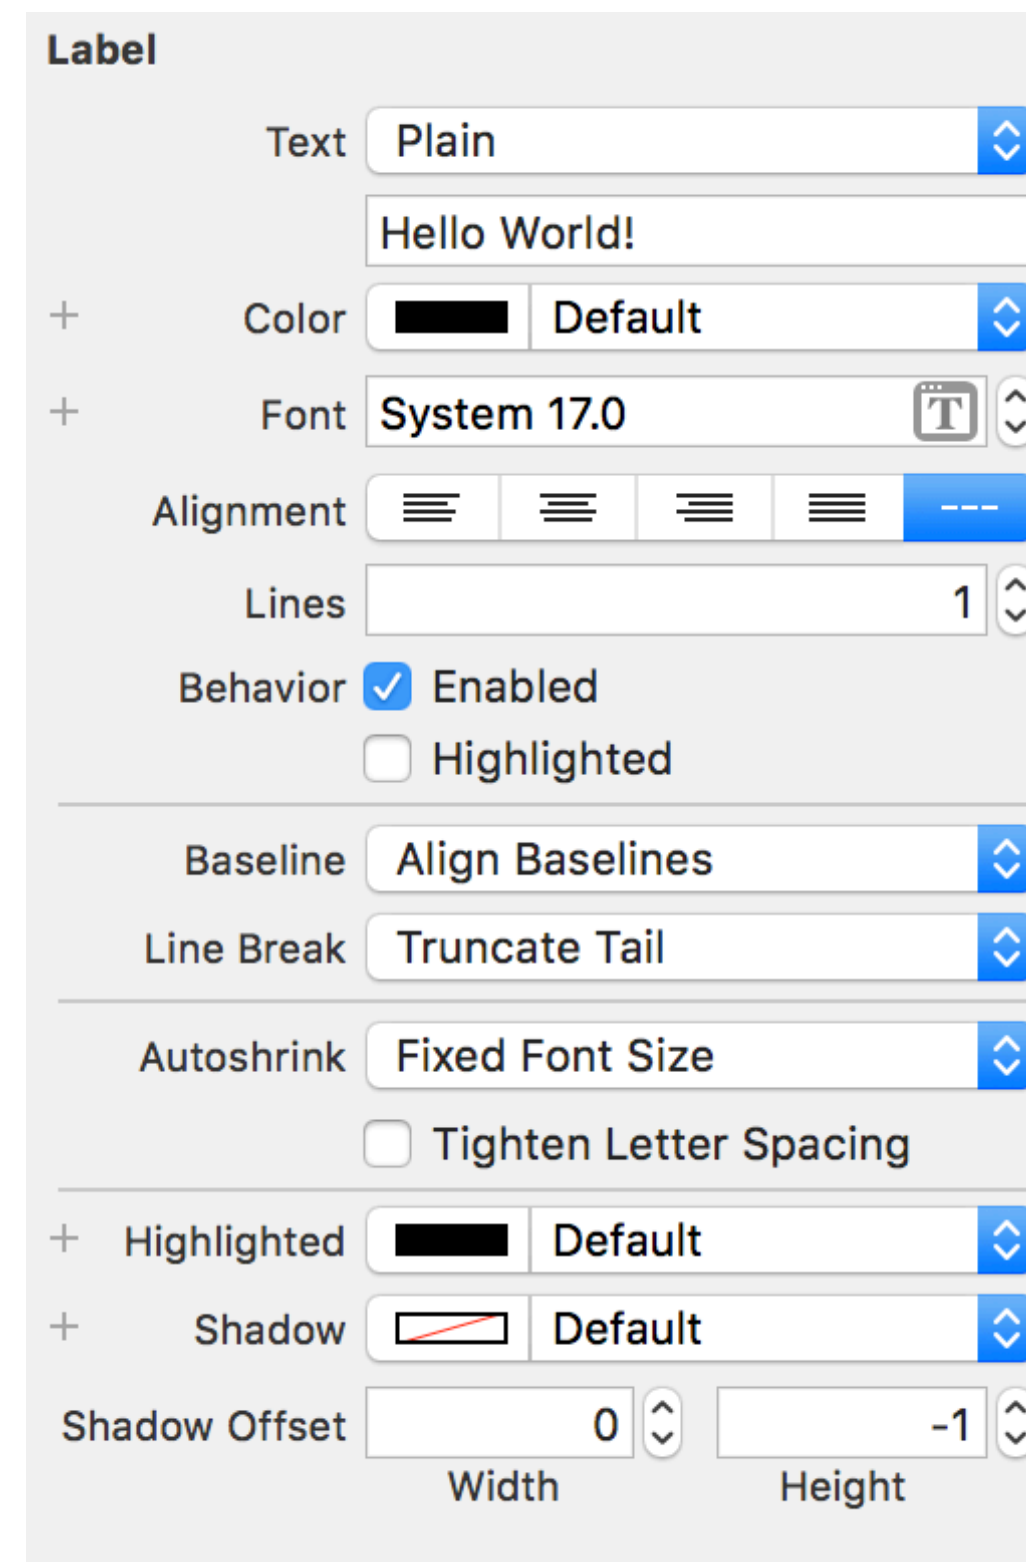 Label
Text Plain
Hello World!
+ Color Default
+ Font System 17.0 T
Alignment ---
Lines 1
Behavior Enabled
Highlighted
Baseline Align Baselines
Line Break Truncate Tail
Autoshrink Fixed Font Size
Tighten Letter Spacing
+ Highlighted Default
+ Shadow Default
Shadow Offset 0 -1
Width Height